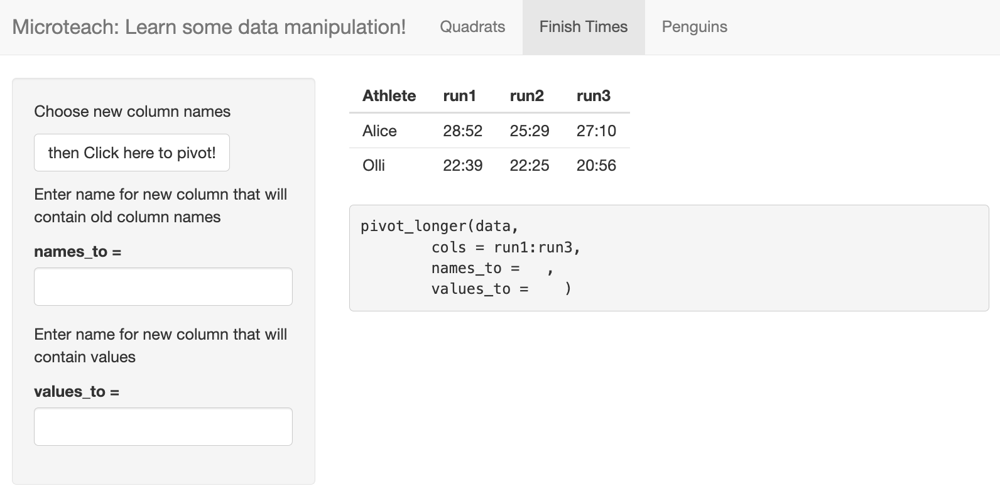 Microteach: Learn some data manipulation! Quadrats Finish Times Penguins
Choose new column names
then Click here to pivot!
Enter name for new column that will
contain old column names
names_to =
Enter name for new column that will
contain values
values_to =
Athlete run1 run2 run3
Alice 28:52 25:29 27:10
Olli 22:39 22:25 20:56
pivot_longer(data,
        cols = run1:run3,
        names_to =   ,
        values_to =    )